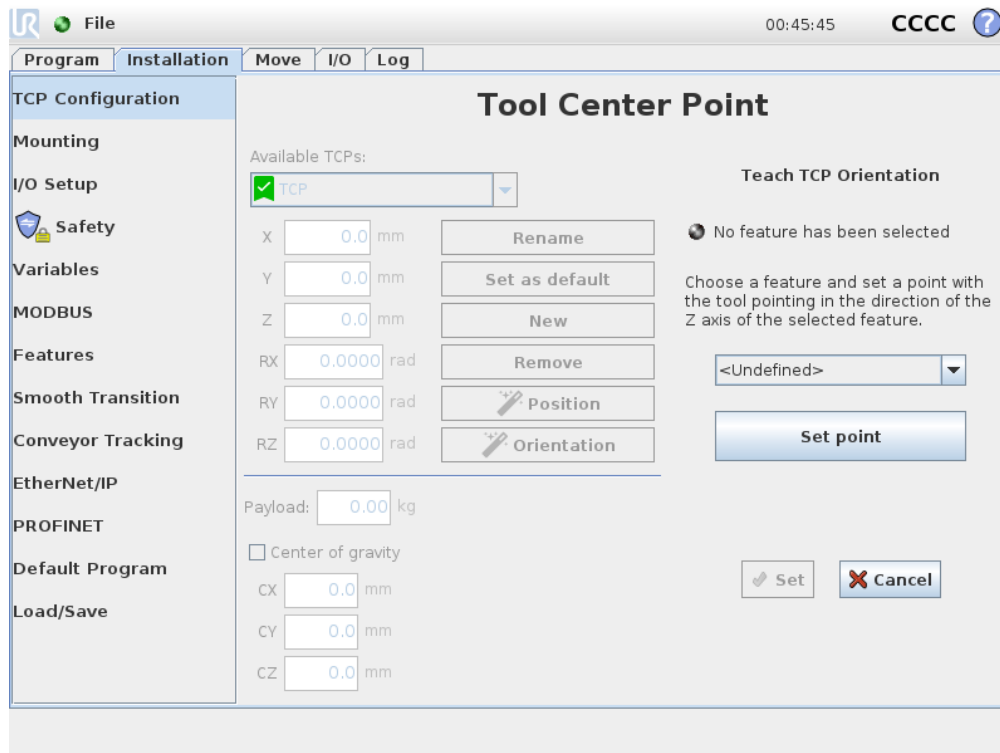 UR File 00:45:45 CCCC ?
Program Installation Move I/O Log
TCP Configuration
Mounting
I/O Setup
Safety
Variables
MODBUS
Features
Smooth Transition
Conveyor Tracking
EtherNet/IP
PROFINET
Default Program
Load/Save
Tool Center Point
Available TCPs:
TCP
X 0.0 mm Rename
Y 0.0 mm Set as default
Z 0.0 mm New
RX 0.0000 rad Remove
RY 0.0000 rad Position
RZ 0.0000 rad Orientation
Payload: 0.00 kg
Center of gravity
CX 0.0 mm
CY 0.0 mm
CZ 0.0 mm
Teach TCP Orientation
No feature has been selected
Choose a feature and set a point with
the tool pointing in the direction of the
Z axis of the selected feature.
<Undefined>
Set point
Set Cancel